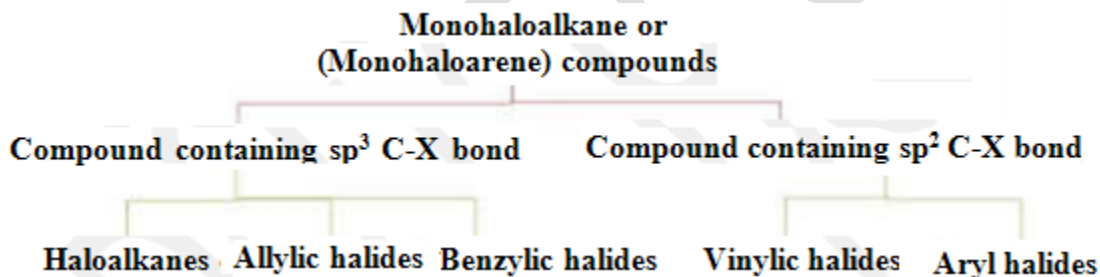 Monohaloalkane or
(Monohaloarene) compounds
Compound containing sp³ C-X bond
Compound containing sp² C-X bond
Haloalkanes Allylic halides Benzylic halides
Vinylic halides Aryl halides